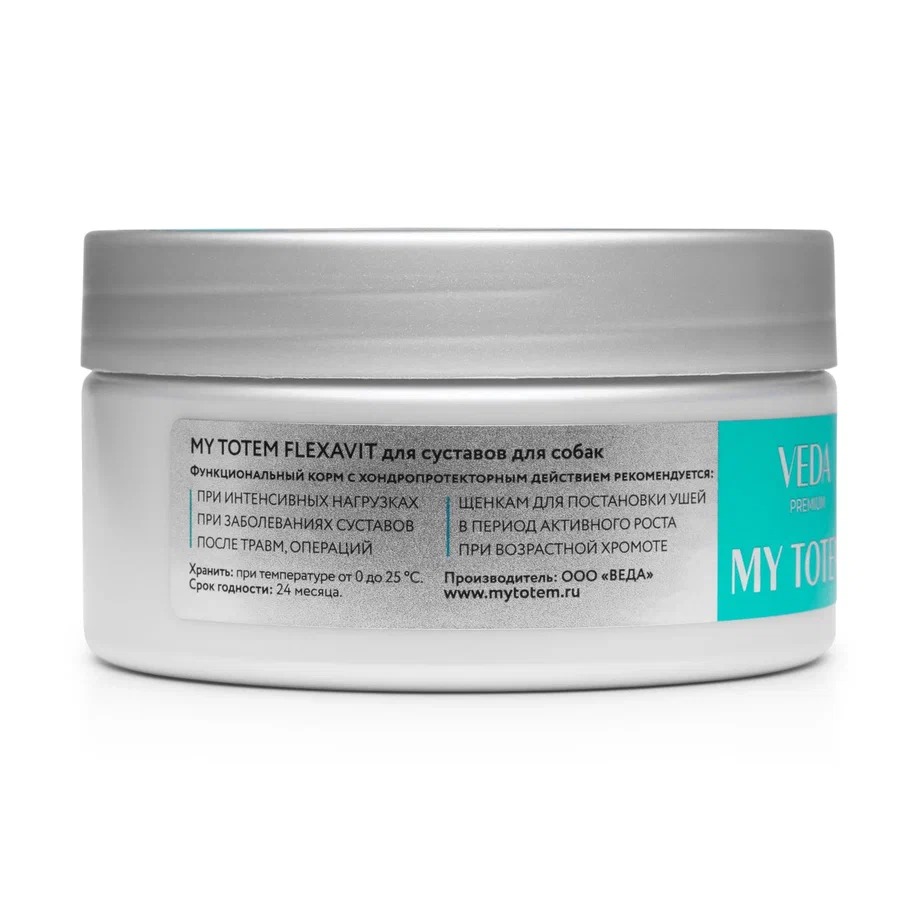 MY TOTEM FLEXAVIT для суставов для собак
ФУНКЦИОНАЛЬНЫЙ КОРМ С ХОНДРОПРОТЕКТОРНЫМ ДЕЙСТВИЕМ РЕКОМЕНДУЕТСЯ:
ПРИ ИНТЕНСИВНЫХ НАГРУЗКАХ
ПРИ ЗАБОЛЕВАНИЯХ СУСТАВОВ
ПОСЛЕ ТРАВМ, ОПЕРАЦИЙ
ЩЕНКАМ ДЛЯ ПОСТАНОВКИ УШЕЙ
В ПЕРИОД АКТИВНОГО РОСТА
ПРИ ВОЗРАСТНОЙ ХРОМОТЕ
Хранить: при температуре от 0 до 25 °С.
Срок годности: 24 месяца.
Производитель: ООО «ВЕДА»
www.mytotem.ru
VEDA
PREMIUM
MY TOTE